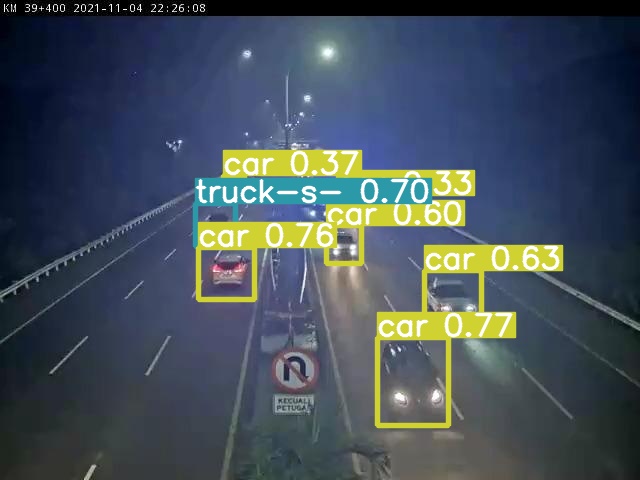 KM 39+400 2021-11-04 22:26:08
car 0.37
0.33
truck-s- 0.70
car 0.60
car 0.76
car 0.63
car 0.77
KECUALI
PETUGAS